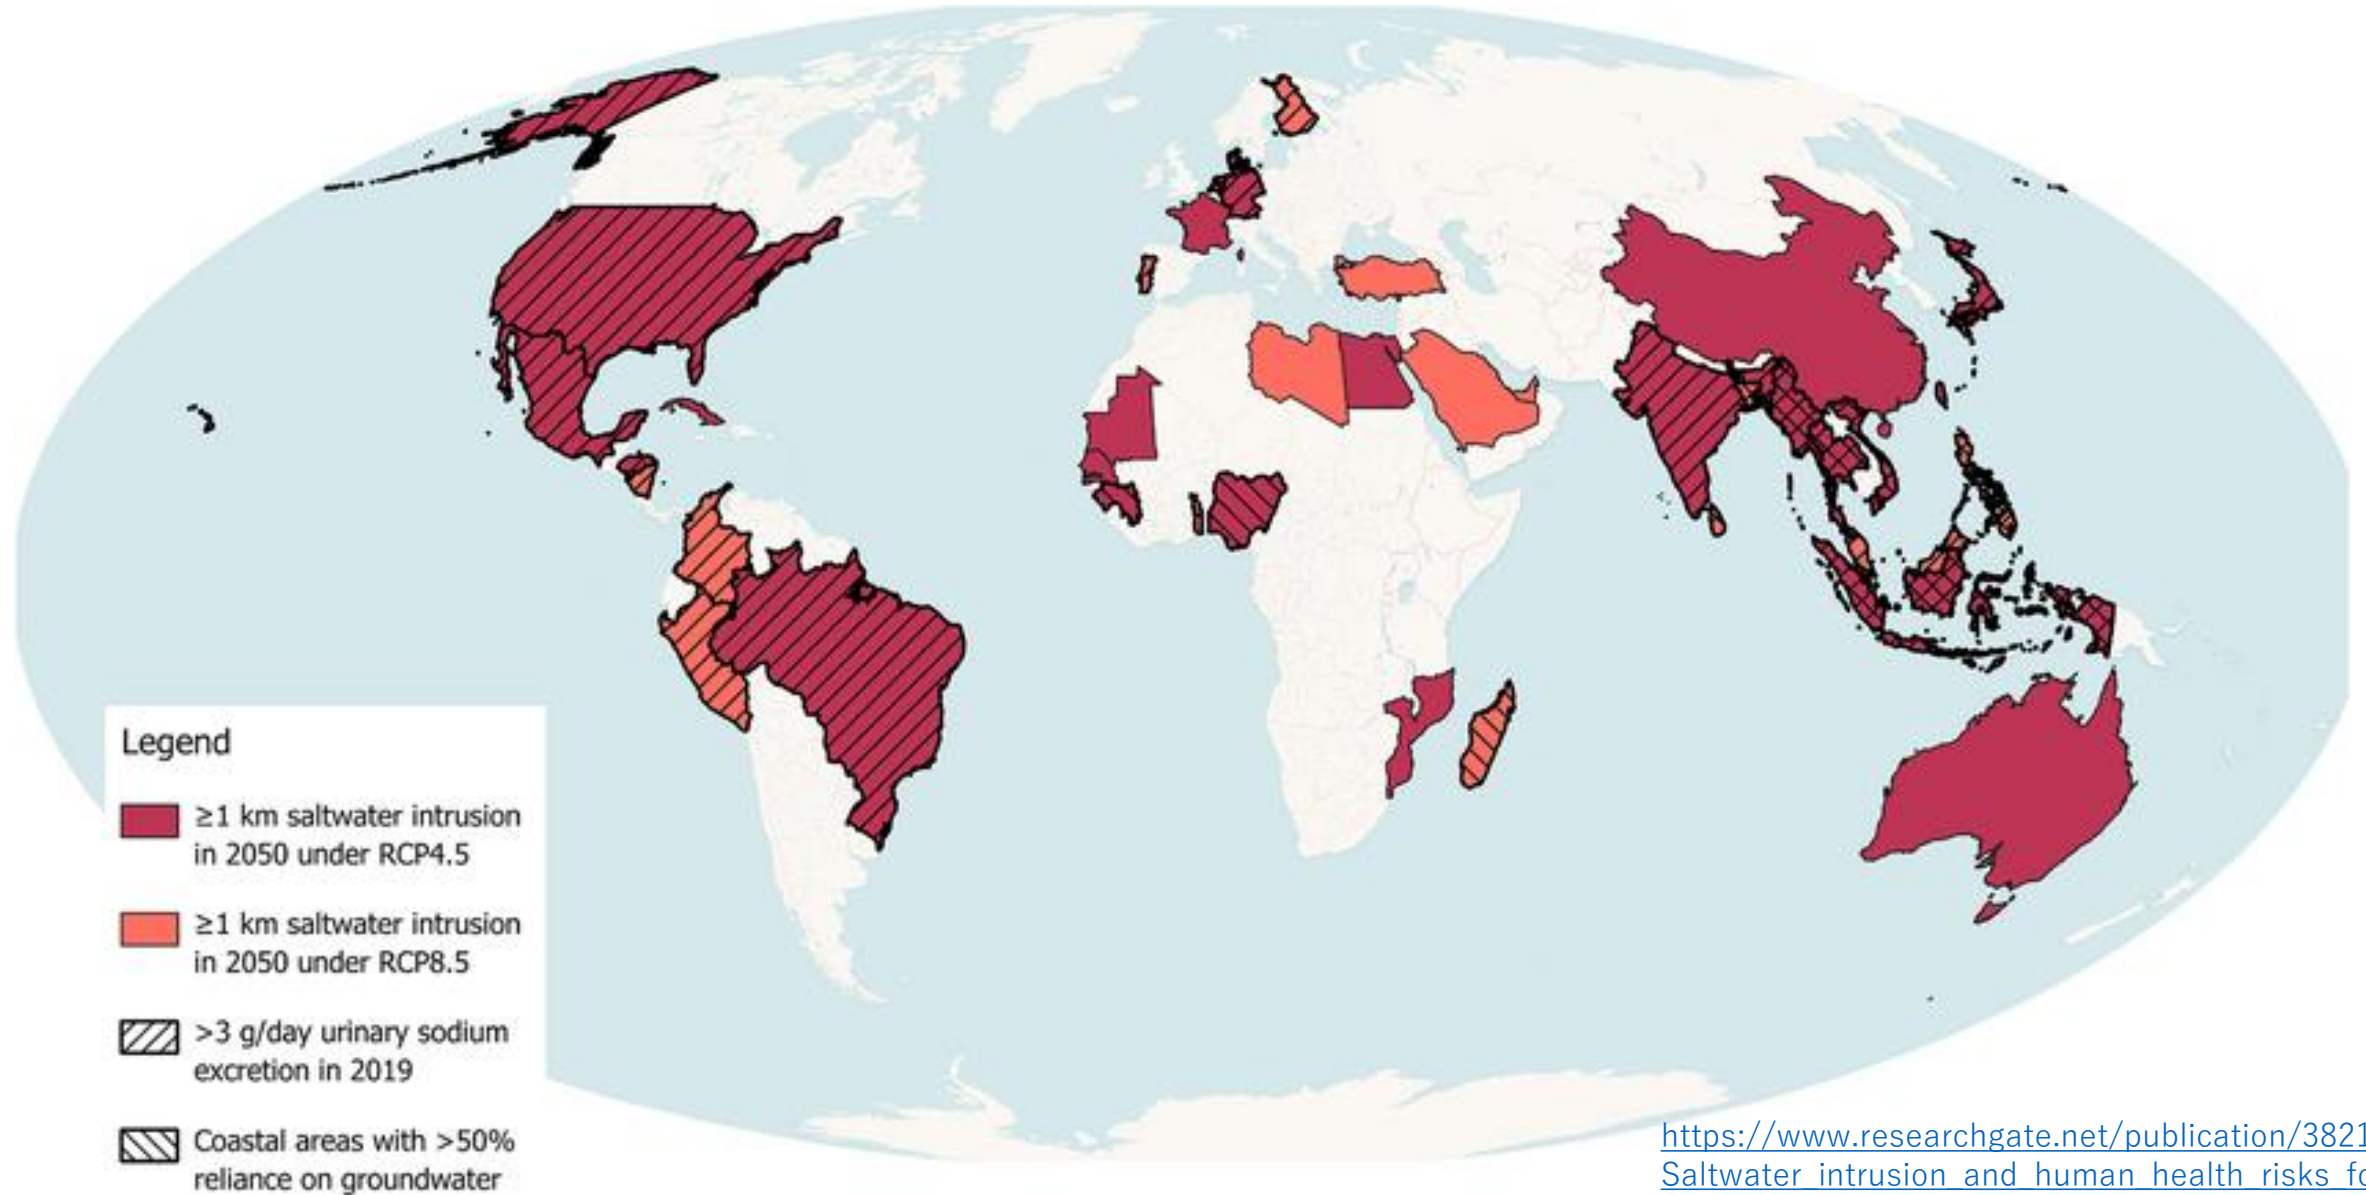 Legend
≥1 km saltwater intrusion
in 2050 under RCP4.5
≥1 km saltwater intrusion
in 2050 under RCP8.5
>3 g/day urinary sodium
excretion in 2019
Coastal areas with >50%
reliance on groundwater
https://www.researchgate.net/publication/3821
Saltwater_intrusion_and_human_health_risks_fo